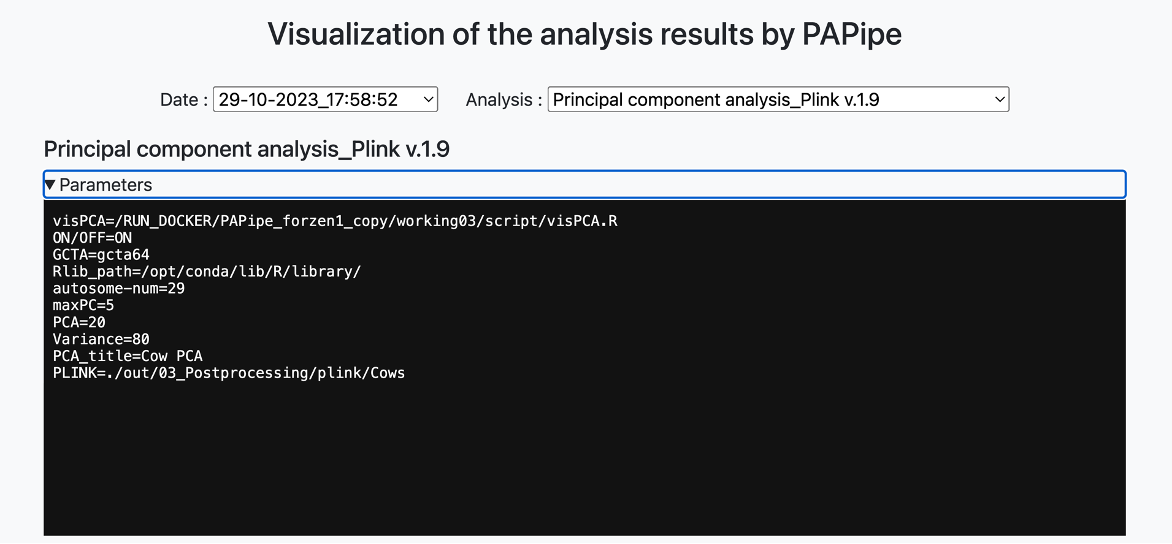 Visualization of the analysis results by PAPipe
Date : 29-10-2023_17:58:52 Analysis : Principal component analysis_Plink v.1.9
Principal component analysis_Plink v.1.9
▼ Parameters
visPCA=/RUN_DOCKER/PAPipe_forzen1_copy/working03/script/visPCA.R
ON/OFF=ON
GCTA=gcta64
Rlib_path=/opt/conda/lib/R/library/
autosome-num=29
maxPC=5
PCA=20
Variance=80
PCA_title=Cow PCA
PLINK=./out/03_Postprocessing/plink/Cows